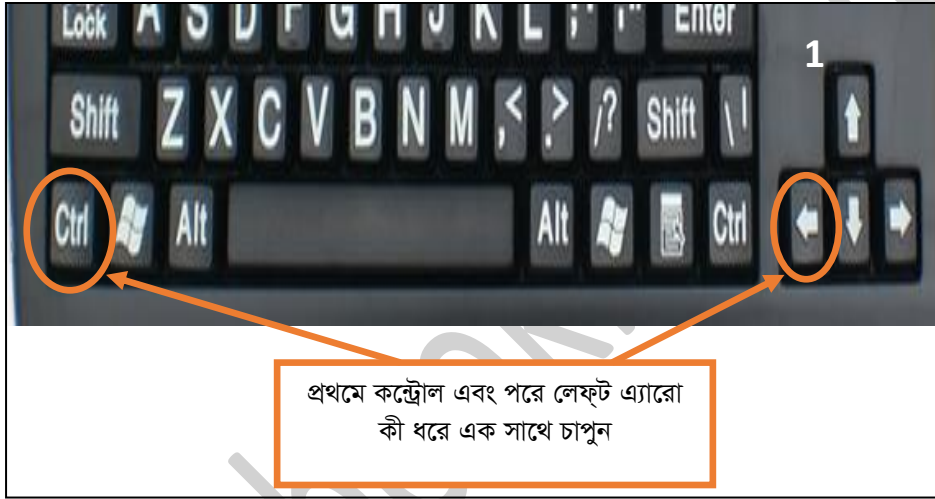 Lock A S D F G H J K L ; : ' " Enter
1
Shift Z X C V B N M , < . > / ? Shift \ |
Ctrl Alt Alt Ctrl
প্রথমে কন্ট্রোল এবং পরে লেফ্‌ট এ্যারো
কী ধরে এক সাথে চাপুন